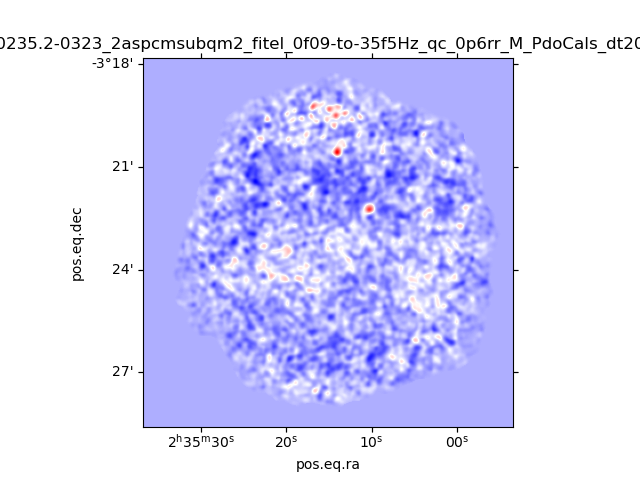 0235.2-0323_2aspcmsubqm2_fitel_0f09-to-35f5Hz_qc_0p6rr_M_PdoCals_dt20
-3°18'
21'
24'
27'
pos.eq.dec
2h35m30s 20s 10s 00s
pos.eq.ra